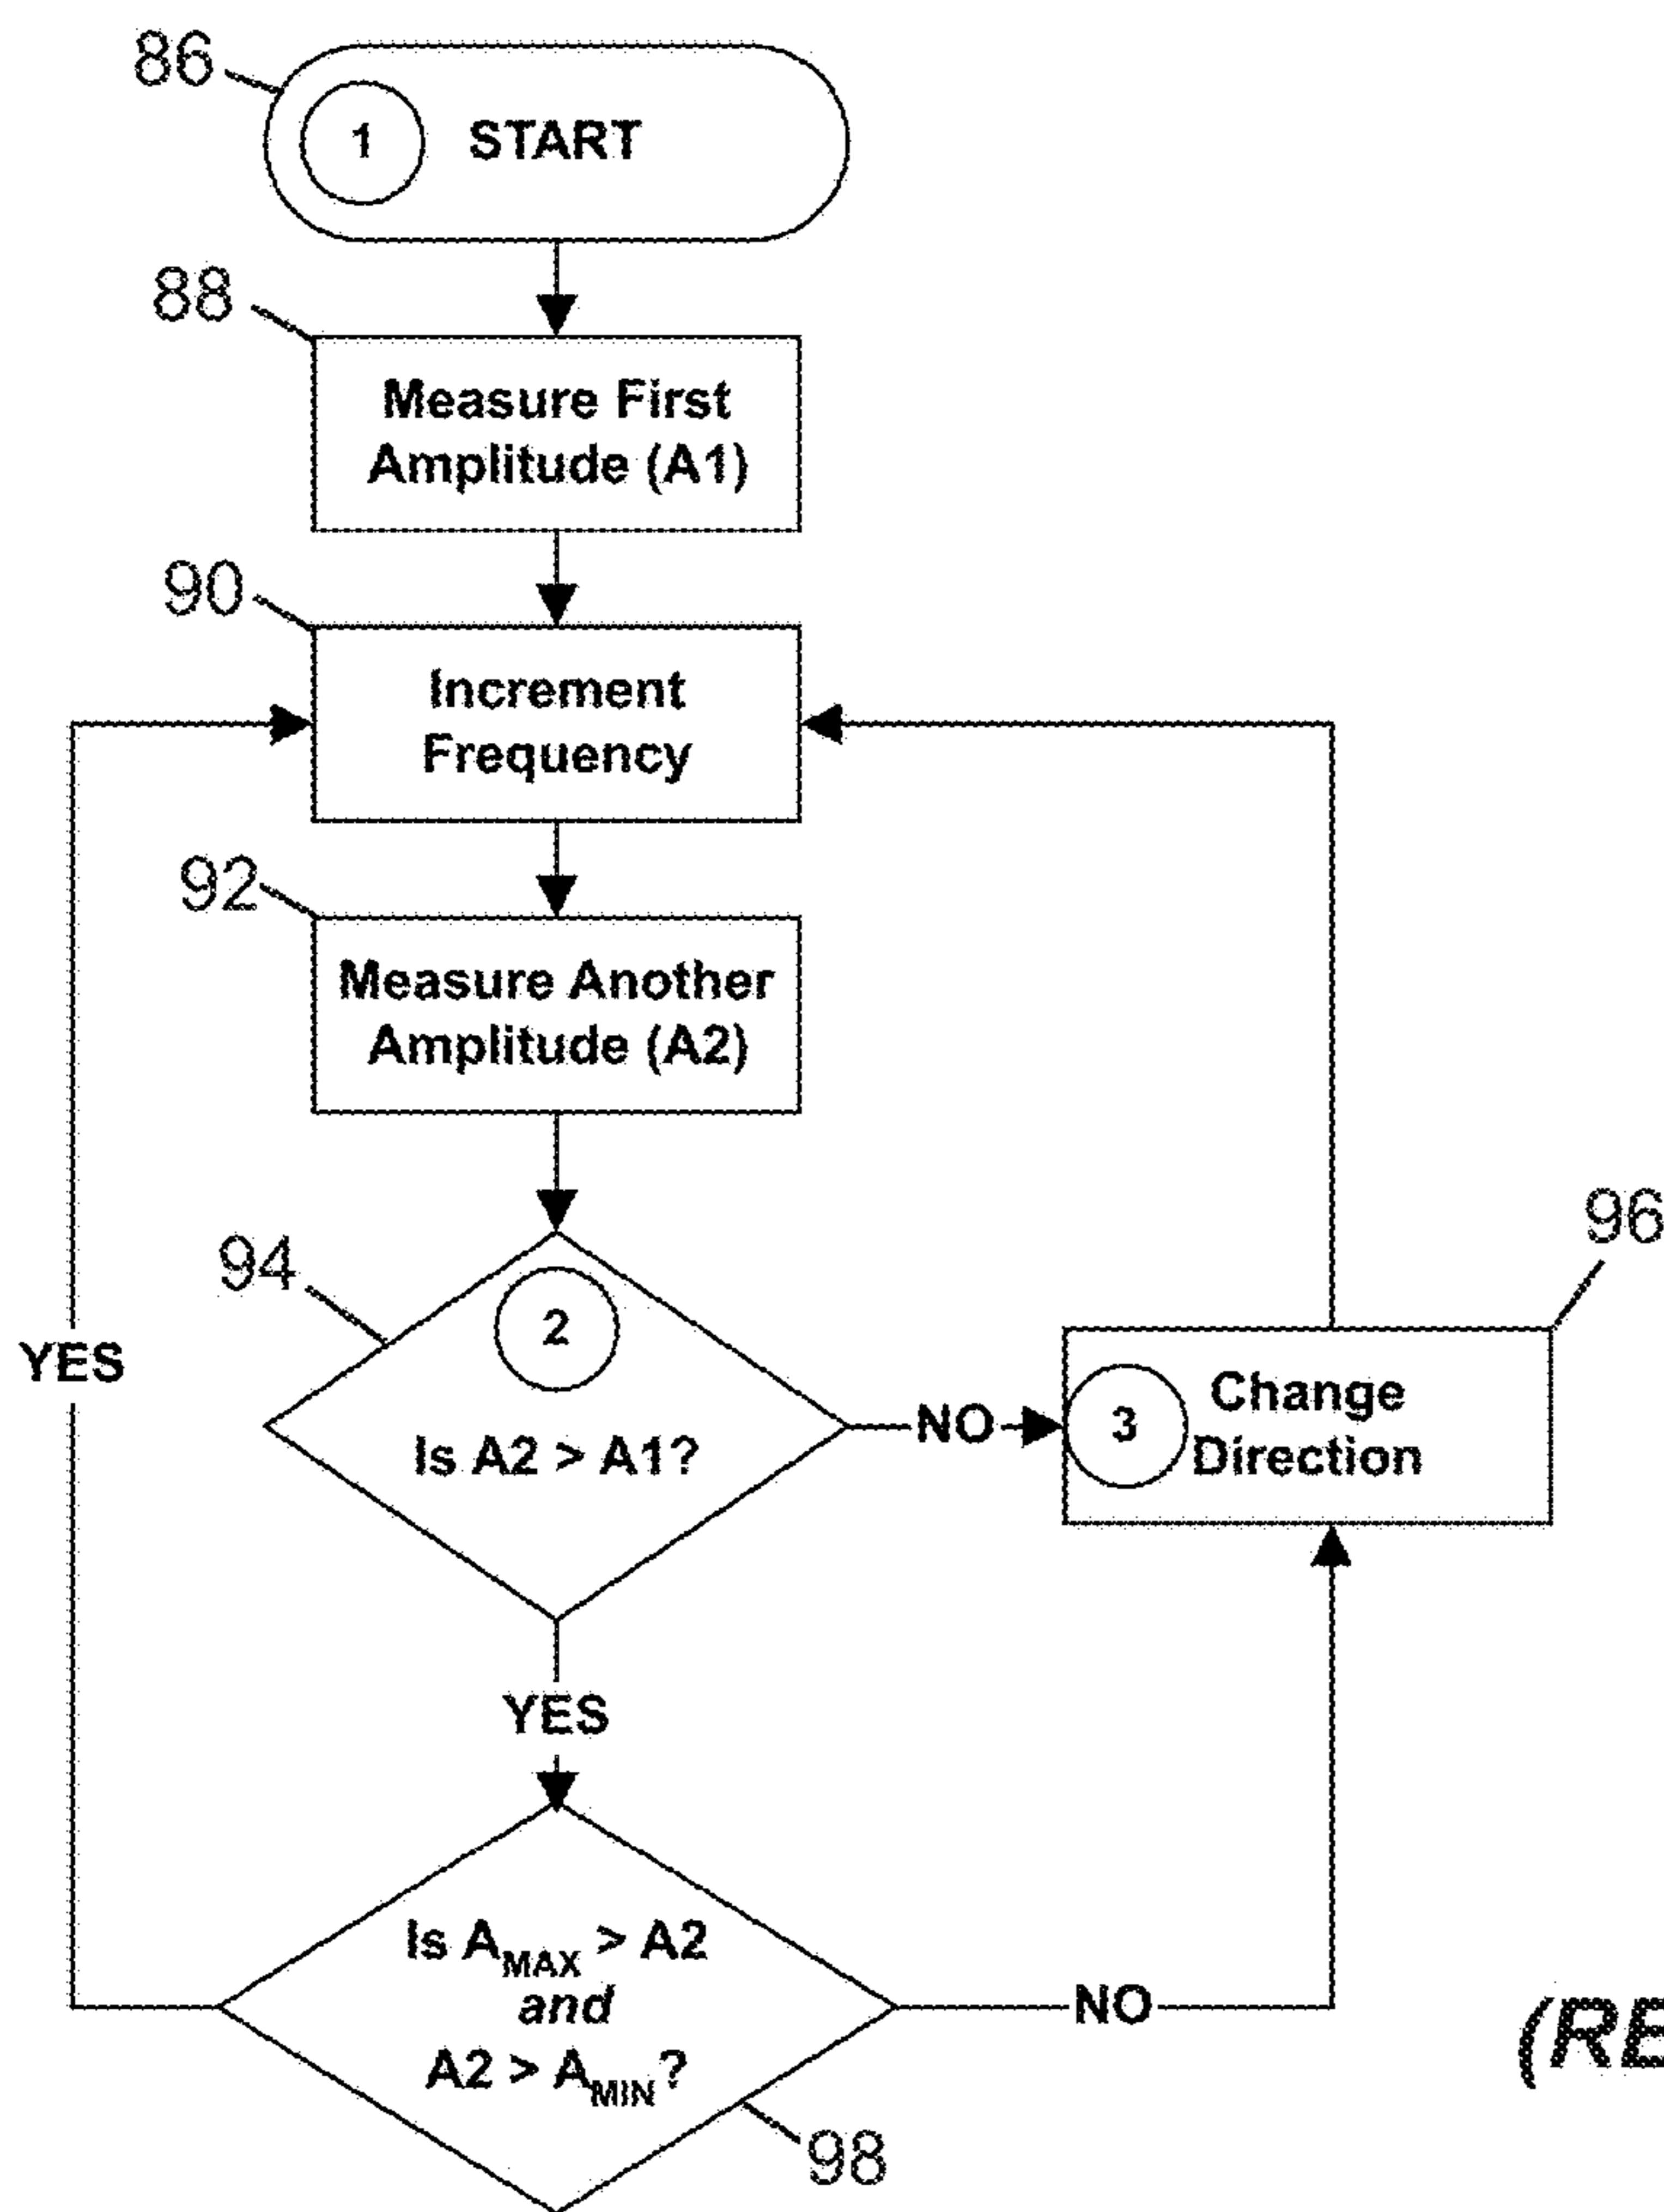 86
1 START
88
Measure First
Amplitude (A1)
90
Increment
Frequency
92
Measure Another
Amplitude (A2)
94
2
Is A2 > A1?
YES
NO
96
3
Change
Direction
YES
Is AMAX > A2
and
A2 > AMIN?
NO
98
(RE